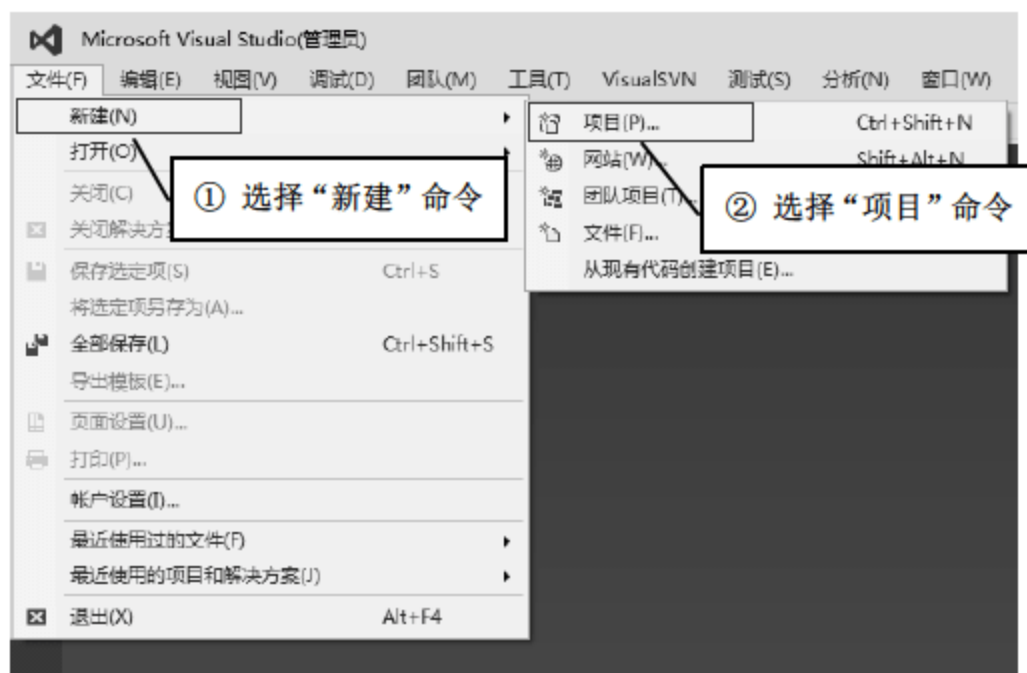 Microsoft Visual Studio(管理员)
文件(F) 编辑(E) 视图(V) 调试(D) 团队(M) 工具(T) VisualSVN 测试(S) 分析(N) 窗口(W)
新建(N)
打开(O)
关闭(C)
关闭解决方
保存选定项(S) Ctrl+S
将选定项另存为(A)...
全部保存(L) Ctrl+Shift+S
导出模板(E)...
页面设置(U)...
打印(P)...
帐户设置(I)...
最近使用过的文件(F)
最近使用的项目和解决方案(J)
退出(X) Alt+F4
① 选择“新建”命令
项目(P)... Ctrl+Shift+N
网站(W)... Shift+Alt+N
团队项目(T)...
文件(F)...
从现有代码创建项目(E)...
② 选择“项目”命令